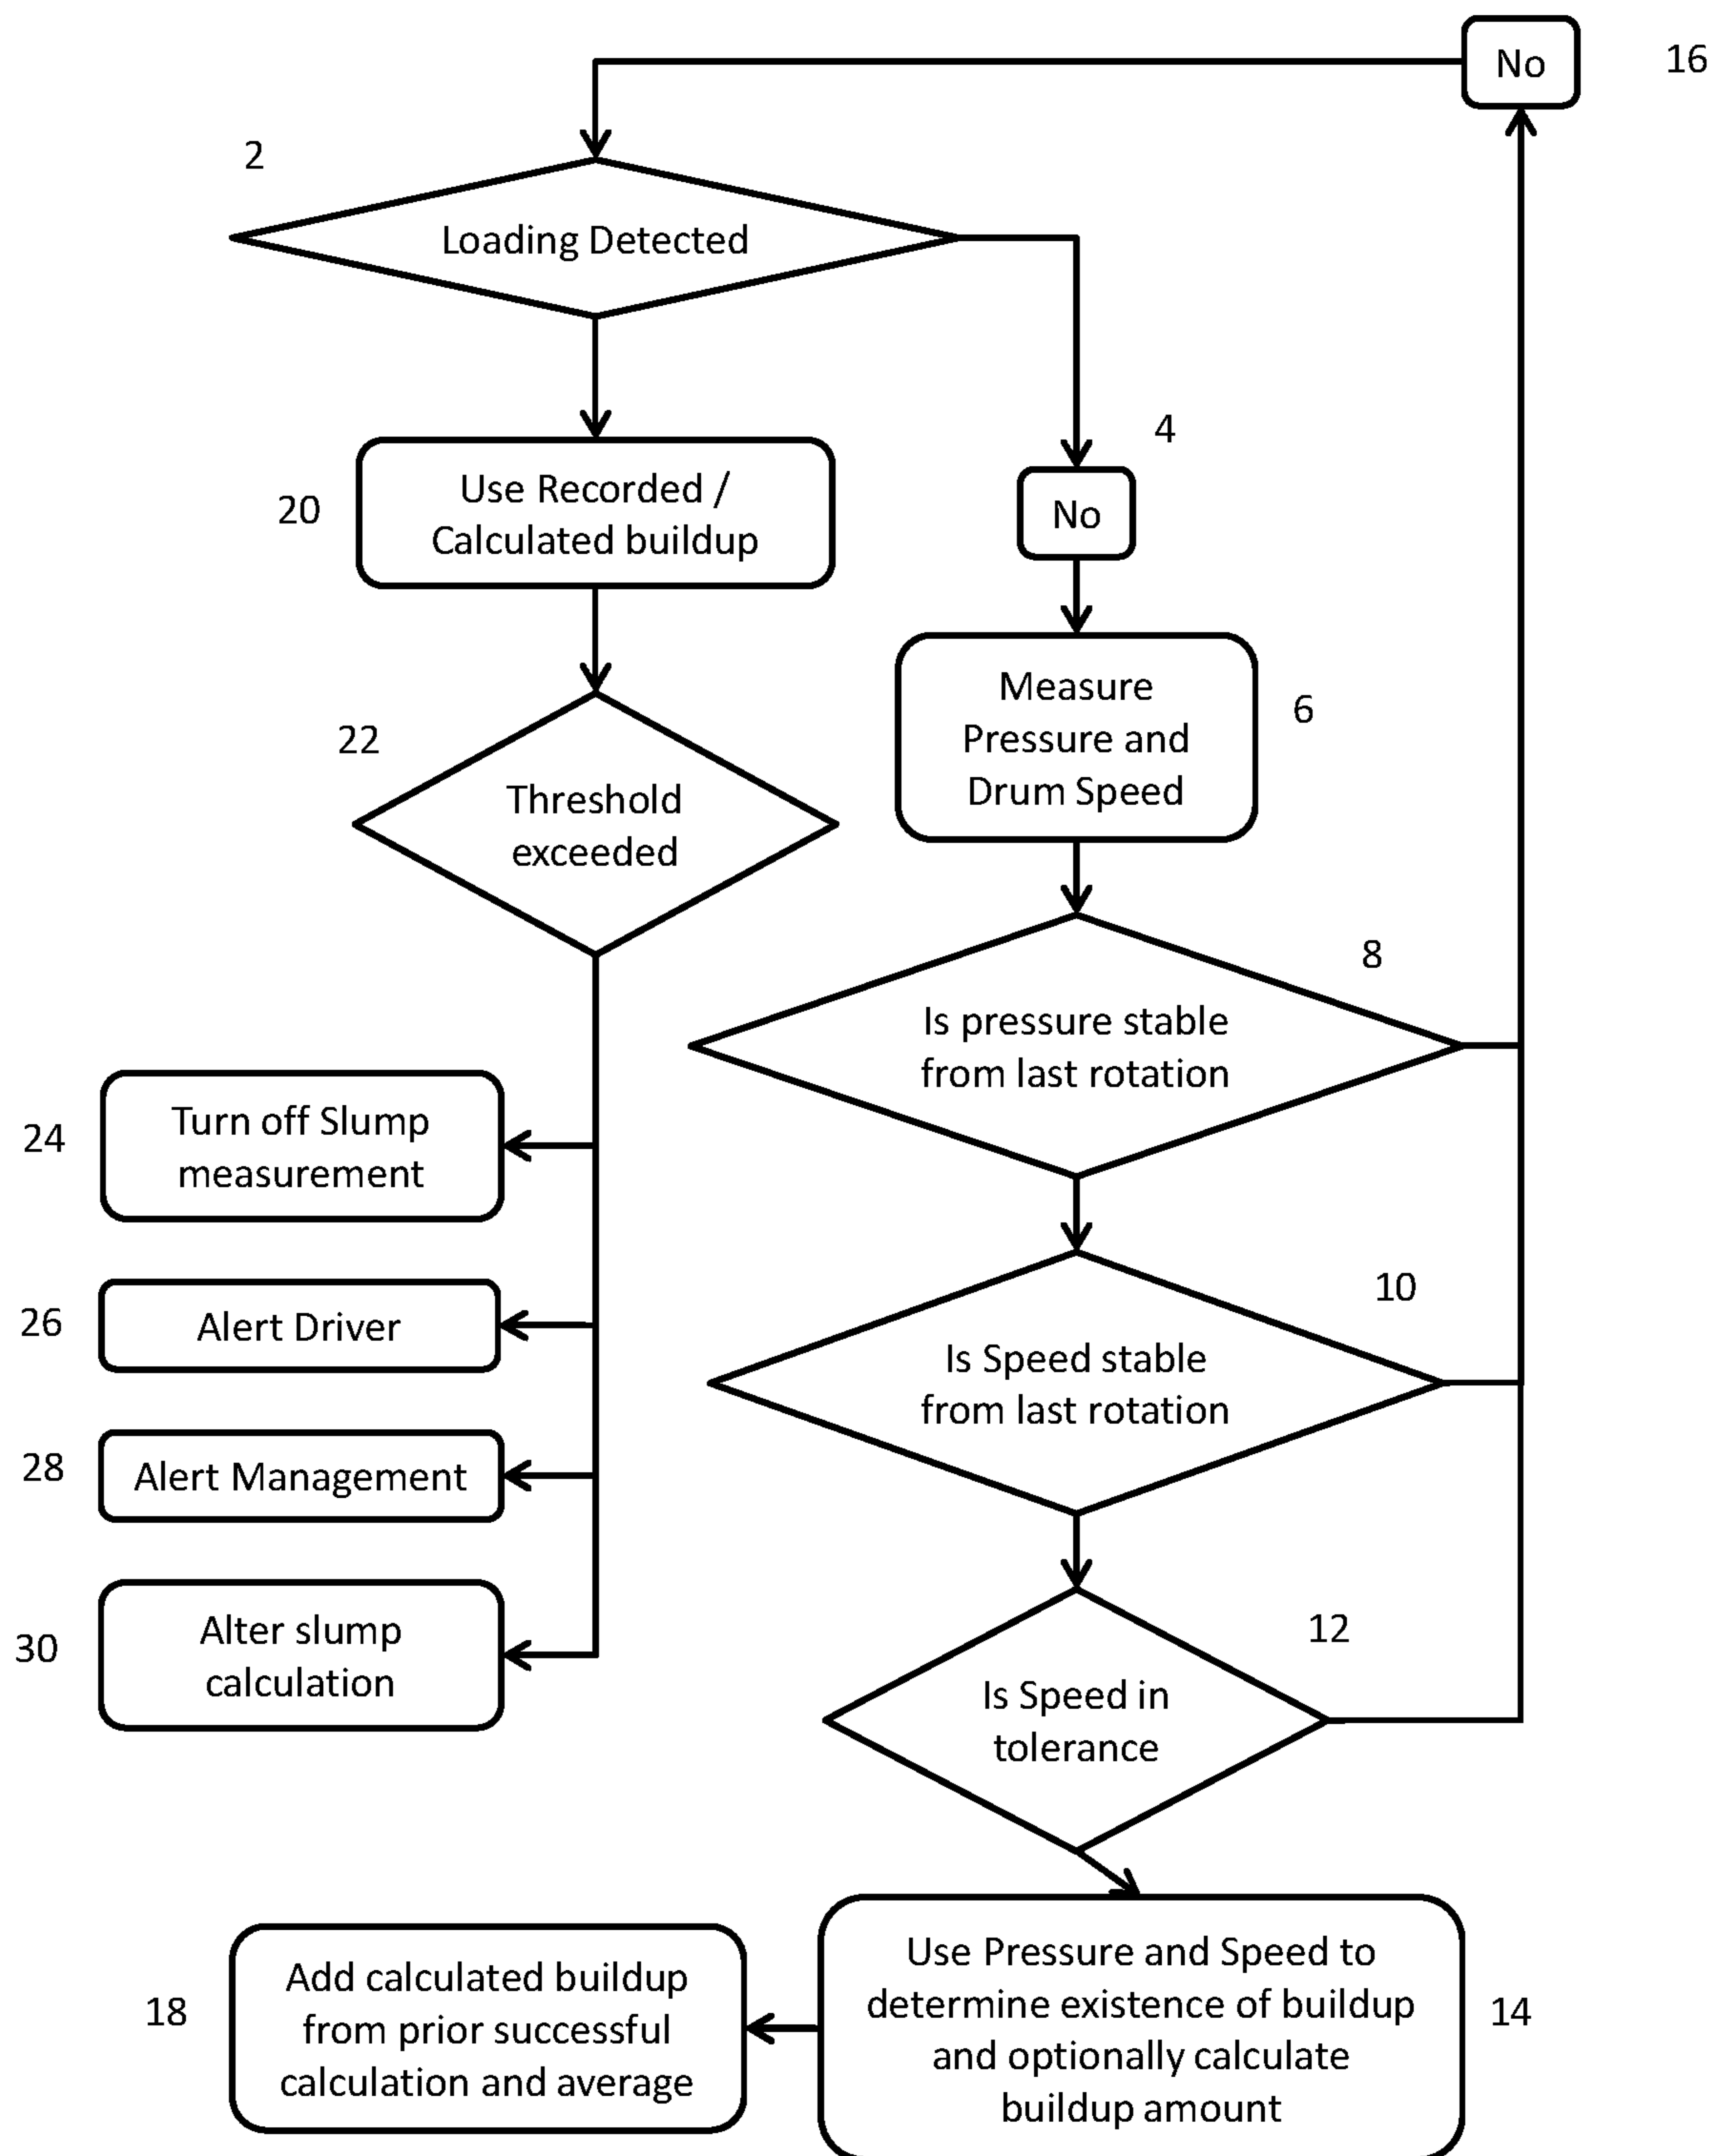 No
16
2
Loading Detected
4
No
20
Use Recorded /
Calculated buildup
6
Measure
Pressure and
Drum Speed
22
Threshold
exceeded
8
Is pressure stable
from last rotation
24
Turn off Slump
measurement
10
Is Speed stable
from last rotation
26
Alert Driver
28
Alert Management
30
Alter slump
calculation
12
Is Speed in
tolerance
18
Add calculated buildup
from prior successful
calculation and average
Use Pressure and Speed to
determine existence of buildup
and optionally calculate
buildup amount
14